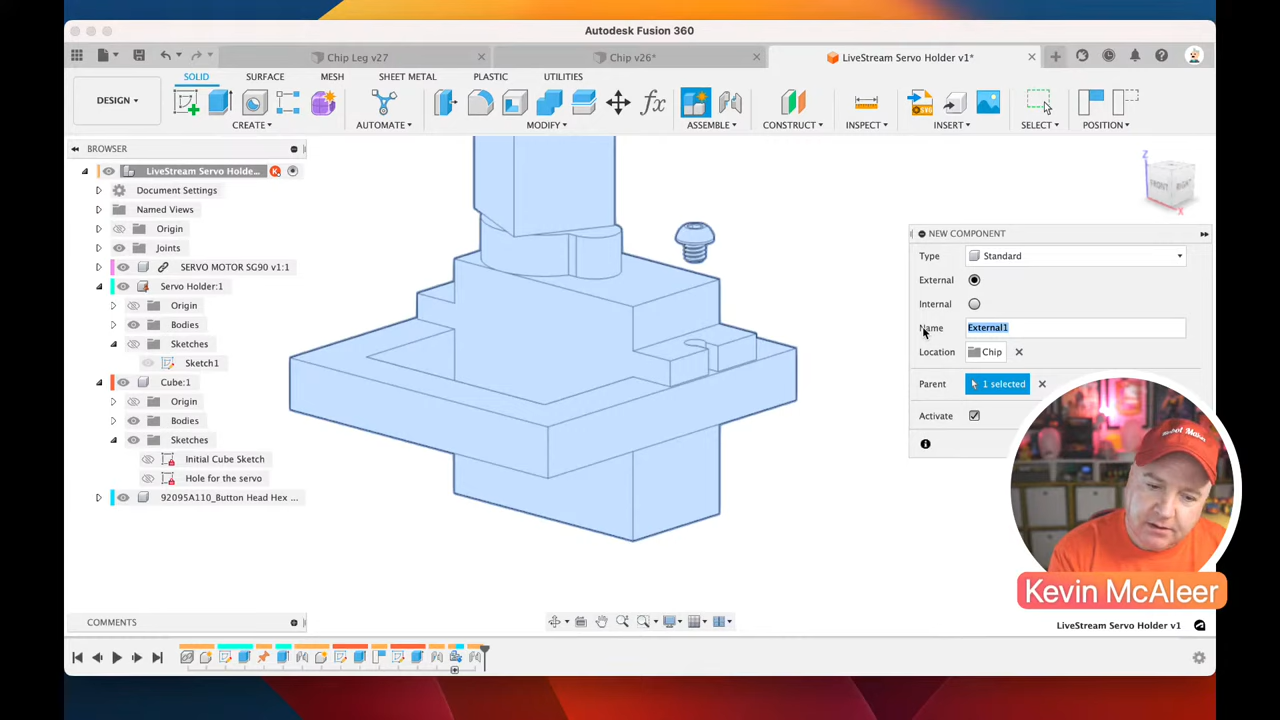 Autodesk Fusion 360
Chip Leg v27
Chip v26*
LiveStream Servo Holder v1*
DESIGN
SOLID
SURFACE
MESH
SHEET METAL
PLASTIC
UTILITIES
fx
SVG
CREATE
AUTOMATE
MODIFY
ASSEMBLE
CONSTRUCT
INSPECT
INSERT
SELECT
POSITION
BROWSER
LiveStream Servo Holde...
K
Document Settings
Named Views
Origin
Joints
SERVO MOTOR SG90 v1:1
Servo Holder:1
Origin
Bodies
Sketches
Sketch1
Cube:1
Origin
Bodies
Sketches
Initial Cube Sketch
Hole for the servo
92095A110_Button Head Hex ...
Z
FRONT
RIGHT
X
NEW COMPONENT
Type
Standard
External
Internal
Name
External1
Location
Chip
Parent
1 selected
Activate
Kevin McAleer
LiveStream Servo Holder v1
COMMENTS